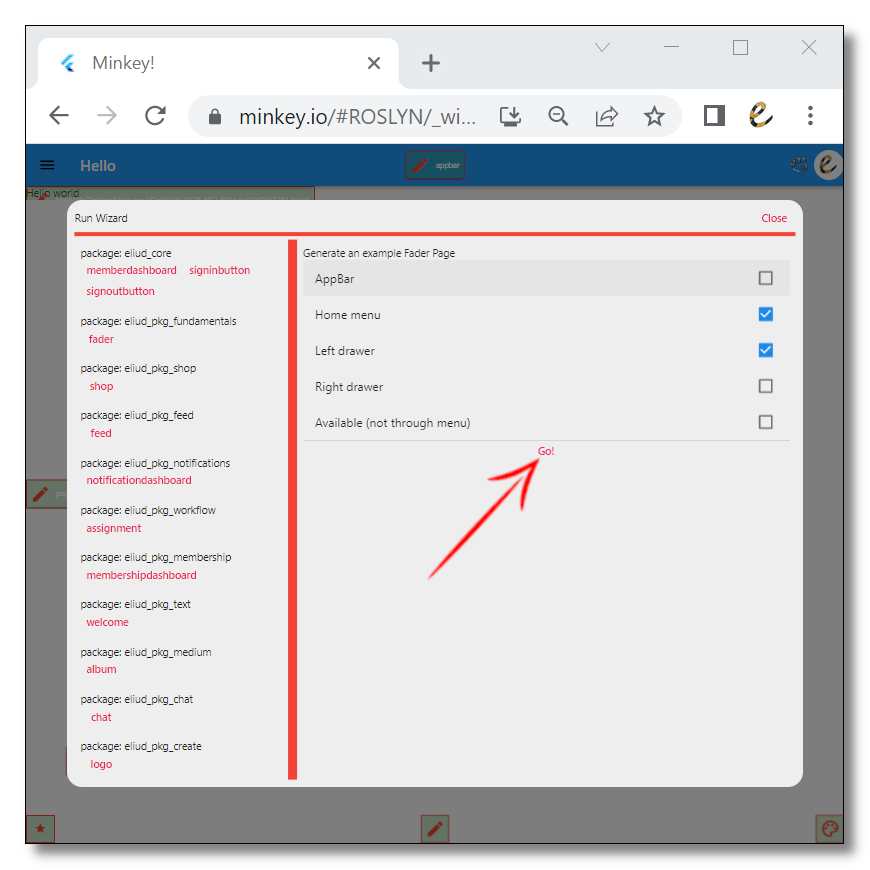 Minkey!
minkey.io/#ROSLYN/_wi...
Hello
appbar
Hello world
Run Wizard
Close
package: eliud_core
memberdashboard signinbutton
signoutbutton
package: eliud_pkg_fundamentals
fader
package: eliud_pkg_shop
shop
package: eliud_pkg_feed
feed
package: eliud_pkg_notifications
notificationdashboard
package: eliud_pkg_workflow
assignment
package: eliud_pkg_membership
membershipdashboard
package: eliud_pkg_text
welcome
package: eliud_pkg_medium
album
package: eliud_pkg_chat
chat
package: eliud_pkg_create
logo
Generate an example Fader Page
AppBar
Home menu
Left drawer
Right drawer
Available (not through menu)
Go!